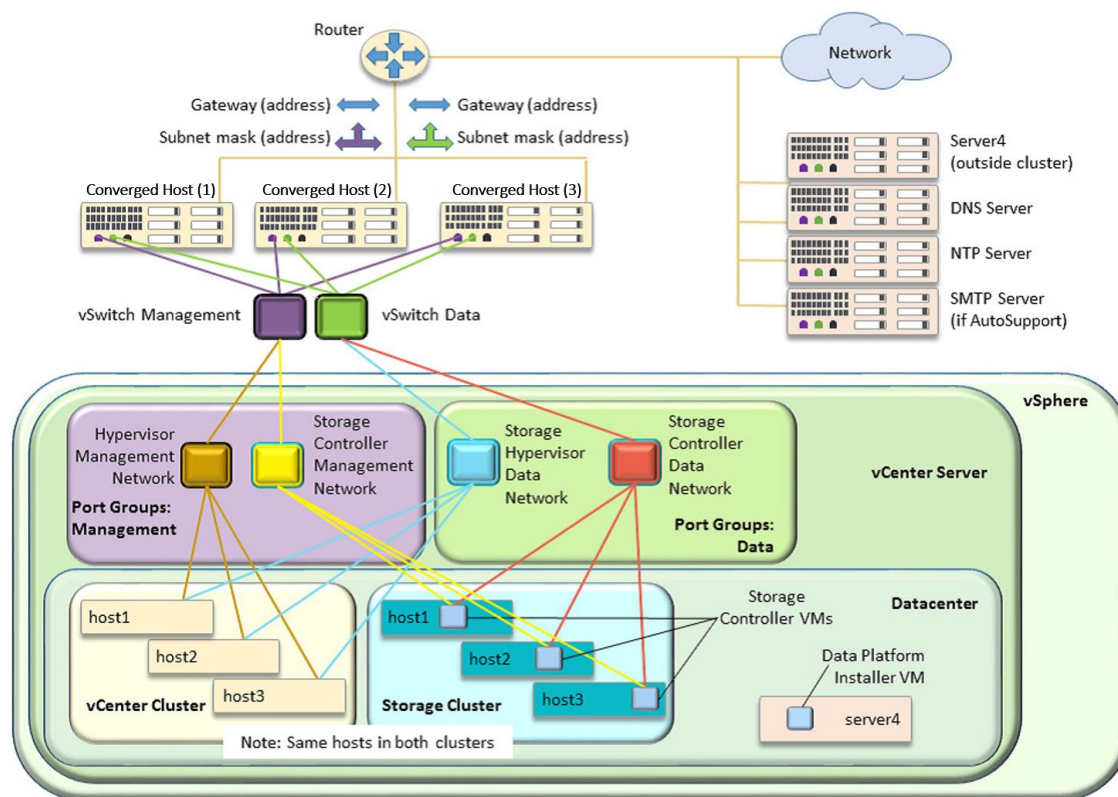 Router
Network
Gateway (address)
Gateway (address)
Subnet mask (address)
Subnet mask (address)
Server4
(outside cluster)
DNS Server
NTP Server
SMTP Server
(if AutoSupport)
Converged Host (1)
Converged Host (2)
Converged Host (3)
vSwitch Management
vSwitch Data
vSphere
vCenter Server
Hypervisor
Management
Network
Storage
Controller
Management
Network
Port Groups:
Management
Storage
Hypervisor
Data
Network
Storage
Controller
Data
Network
Port Groups:
Data
Datacenter
host1
host2
host3
vCenter Cluster
host1
host2
host3
Storage Cluster
Storage
Controller VMs
Data Platform
Installer VM
server4
Note: Same hosts in both clusters